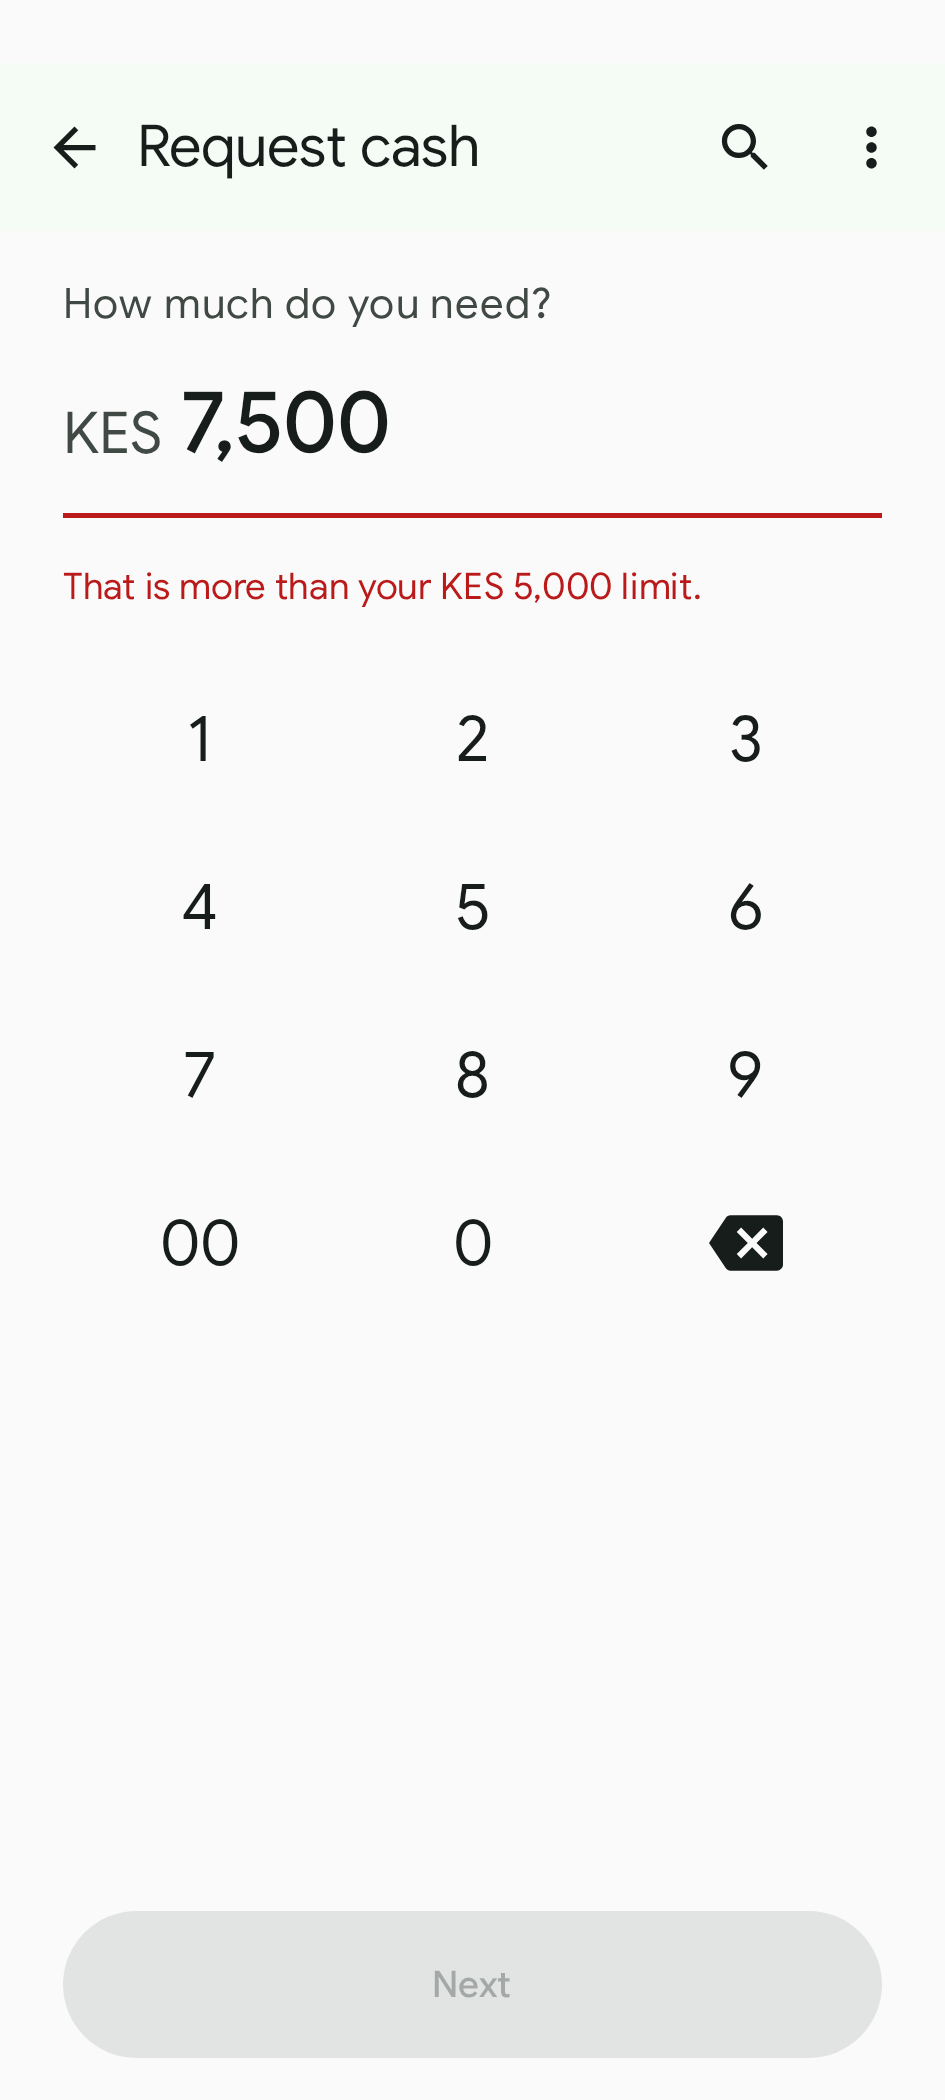 Request cash
How much do you need?
KES 7,500
That is more than your KES 5,000 limit.
1 2 3
4 5 6
7 8 9
00 0
Next